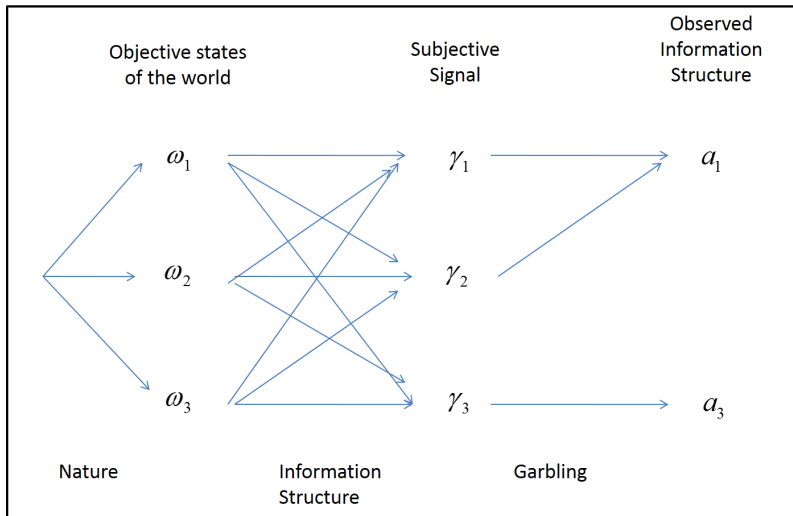 Objective states
of the world
Subjective
Signal
Observed
Information
Structure
ω₁
γ₁
a₁
ω₂
γ₂
ω₃
γ₃
a₃
Nature
Information
Structure
Garbling